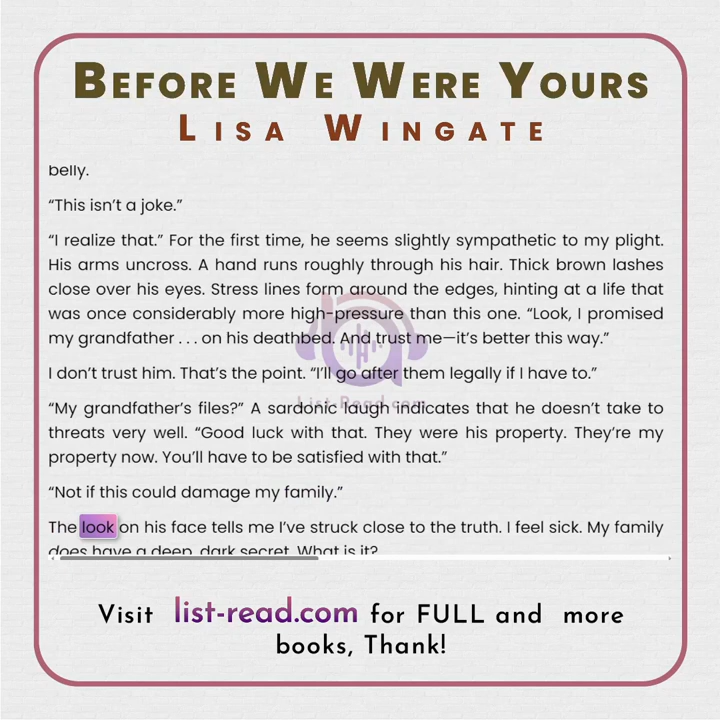 BEFORE WE WERE YOURS
LISA WINGATE
belly.
“This isn’t a joke.”
“I realize that.” For the first time, he seems slightly sympathetic to my plight.
His arms uncross. A hand runs roughly through his hair. Thick brown lashes
close over his eyes. Stress lines form around the edges, hinting at a life that
was once considerably more high-pressure than this one. “Look, I promised
my grandfather . . . on his deathbed. And trust me—it’s better this way.”
I don’t trust him. That’s the point. “I’ll go after them legally if I have to.”
List-Read.com
“My grandfather’s files?” A sardonic laugh indicates that he doesn’t take to
threats very well. “Good luck with that. They were his property. They’re my
property now. You’ll have to be satisfied with that.”
“Not if this could damage my family.”
The look on his face tells me I’ve struck close to the truth. I feel sick. My family
does have a deep, dark secret. What is it?
Visit list-read.com for FULL and more
books, Thank!